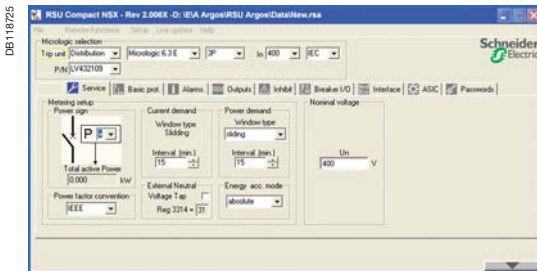 DB118725
RSU Compact NSX - Rev 2.006X -D: \E\A Argos\RSU Argos\Data\New.rsa
File Remote Functions Setup Live update Help
Micrologic selection
Trip unit Distribution Micrologic 6.3 E 3P In 400 IEC
P/N LV432109
Schneider Electric
Service Basic prot. Alarms Outputs Inhibit Breaker I/O Interface ASIC Passwords
Metering setup
Power sign Current demand Power demand Nominal voltage
Window type Window type
P Slidding sliding
Interval (min.) Interval (min.) Un
15 15 400 V
Total active Power
0.000 kW
External Neutral Energy acc. mode
Power factor convention Voltage Tap absolute
IEEE Reg 3314 = 31